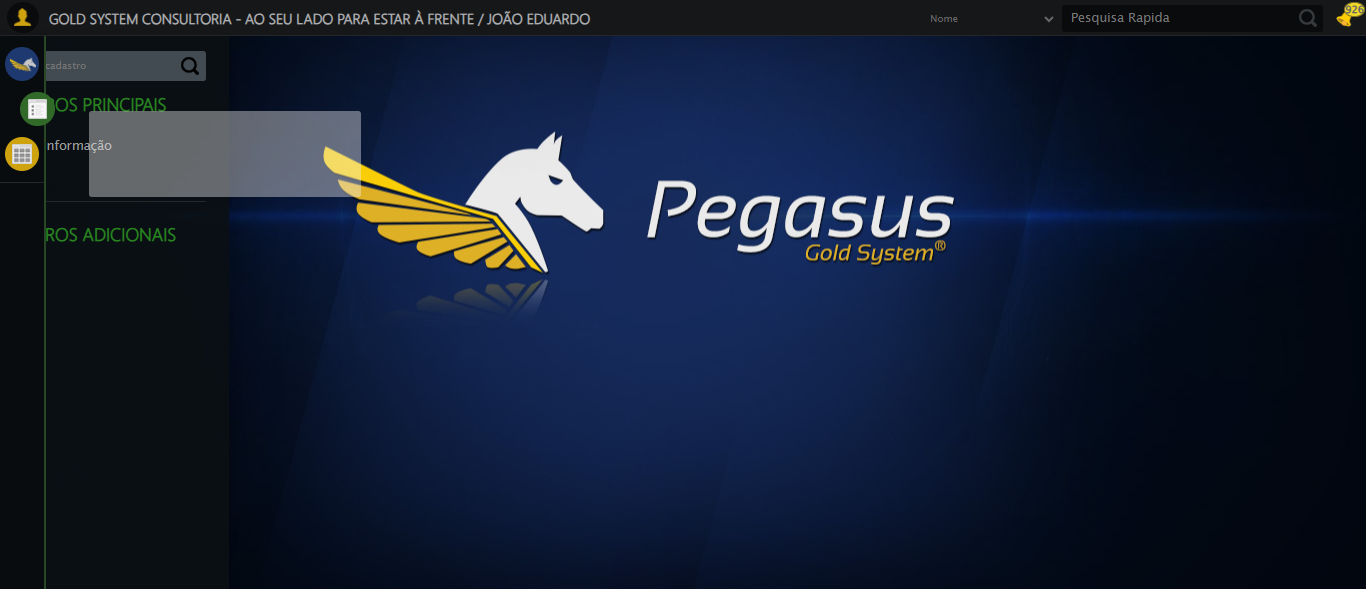 GOLD SYSTEM CONSULTORIA - AO SEU LADO PARA ESTAR À FRENTE / JOÃO EDUARDO
Nome
Pesquisa Rapida
926
cadastro
OS PRINCIPAIS
nformação
ROS ADICIONAIS
Pegasus
Gold System®